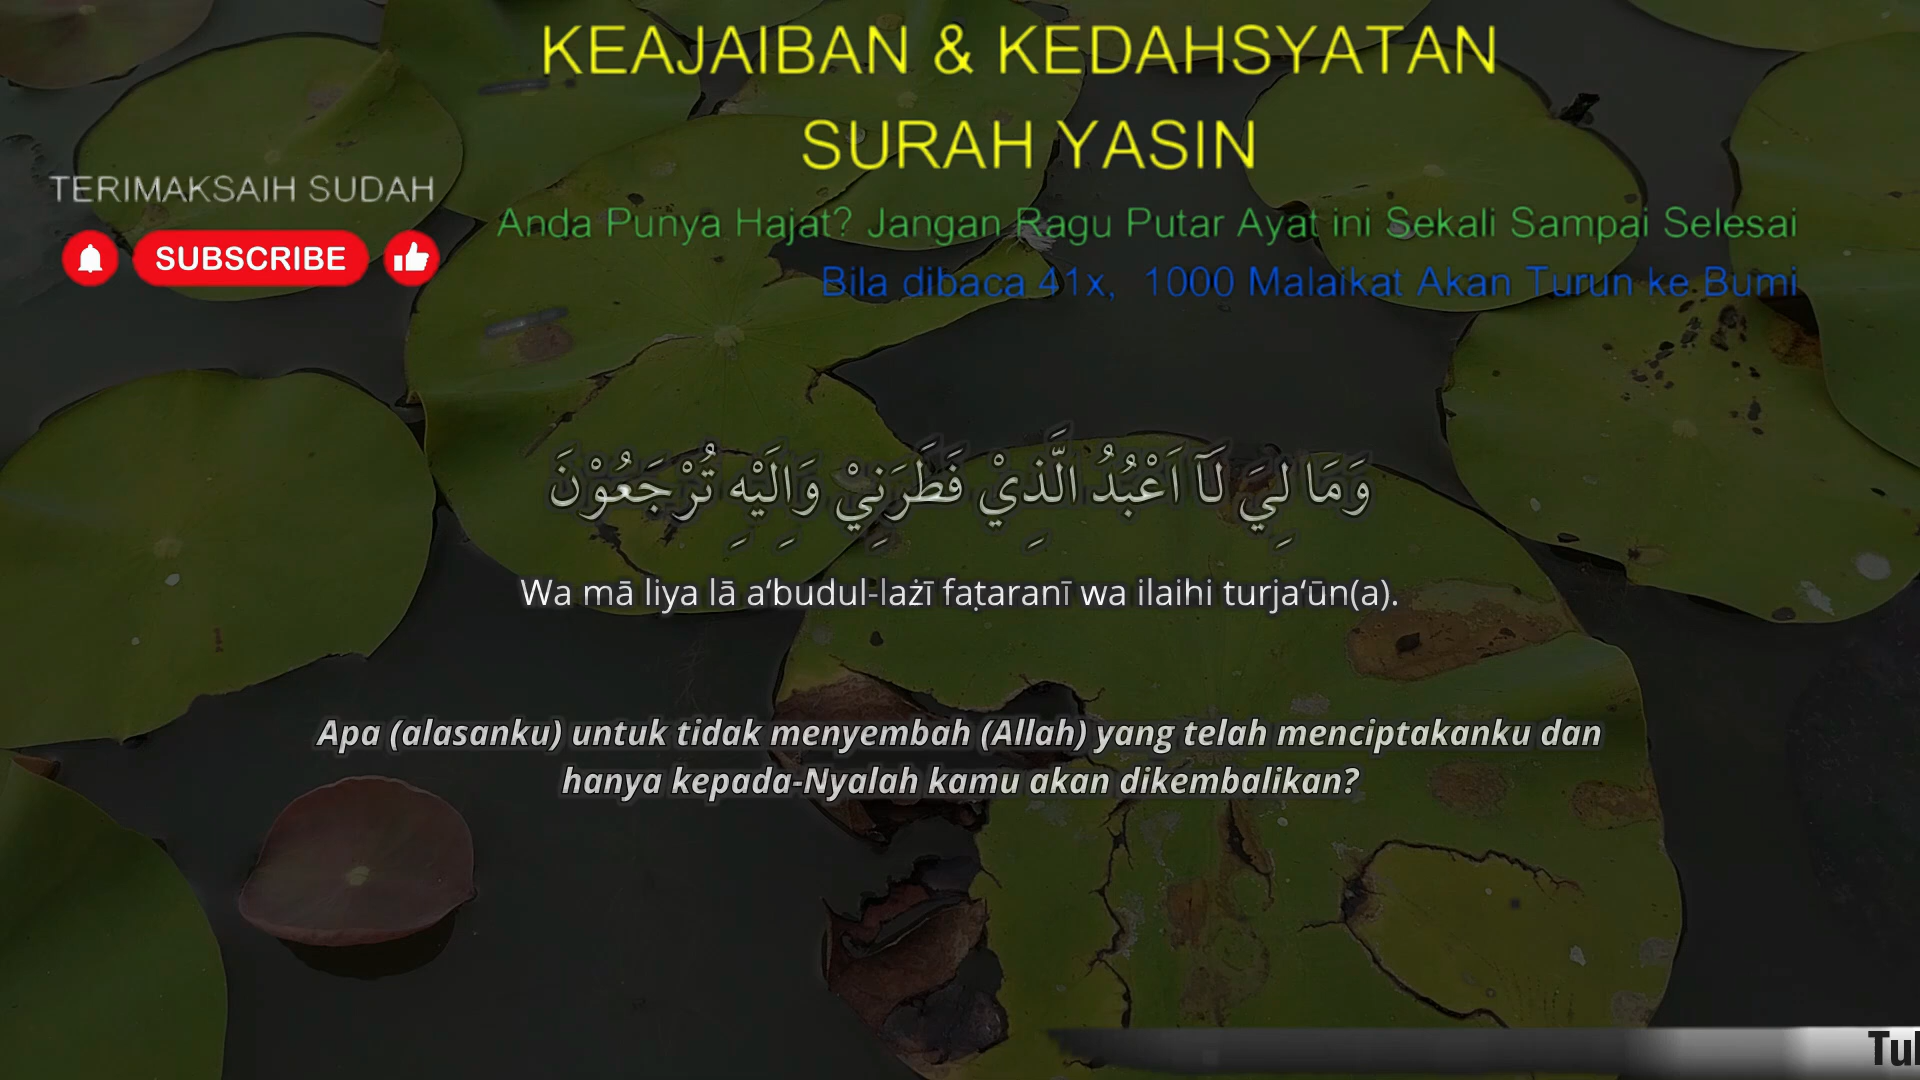 KEAJAIBAN & KEDAHSYATAN
SURAH YASIN
TERIMAKSAIH SUDAH
SUBSCRIBE
Anda Punya Hajat? Jangan Ragu Putar Ayat ini Sekali Sampai Selesai
Bila dibaca 41x, 1000 Malaikat Akan Turun ke Bumi
وَمَا لِيَ لَآ اَعْبُدُ الَّذِيْ فَطَرَنِيْ وَاِلَيْهِ تُرْجَعُوْنَ
Wa mā liya lā a‘budul-lażī faṭaranī wa ilaihi turja‘ūn(a).
Apa (alasanku) untuk tidak menyembah (Allah) yang telah menciptakanku dan
hanya kepada-Nyalah kamu akan dikembalikan?